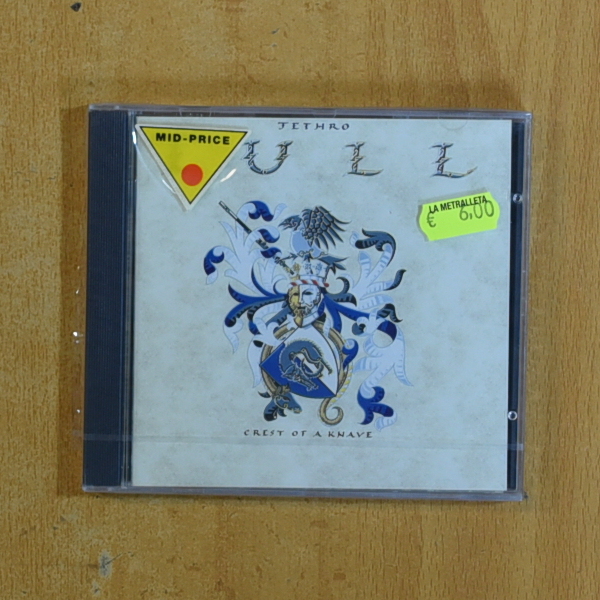 JETHRO
MID-PRICE
ULL
LA METRALLETA
€ 6,00
CREST OF A KNAVE